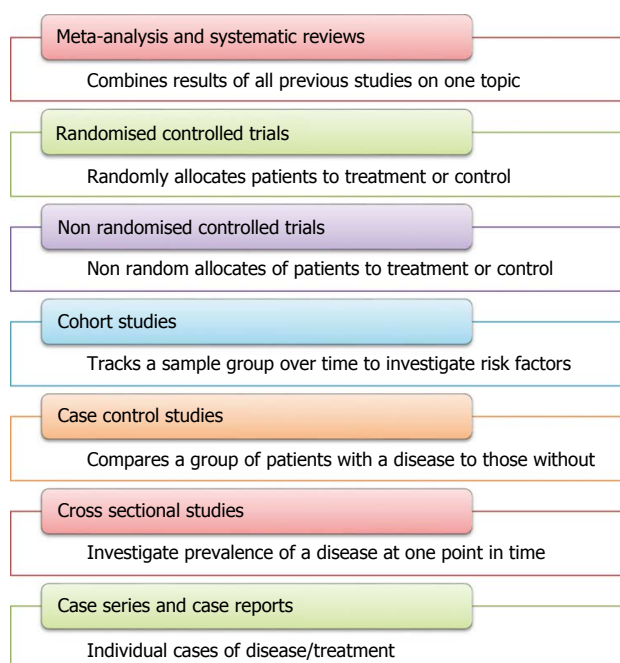 Meta-analysis and systematic reviews
Combines results of all previous studies on one topic
Randomised controlled trials
Randomly allocates patients to treatment or control
Non randomised controlled trials
Non random allocates of patients to treatment or control
Cohort studies
Tracks a sample group over time to investigate risk factors
Case control studies
Compares a group of patients with a disease to those without
Cross sectional studies
Investigate prevalence of a disease at one point in time
Case series and case reports
Individual cases of disease/treatment